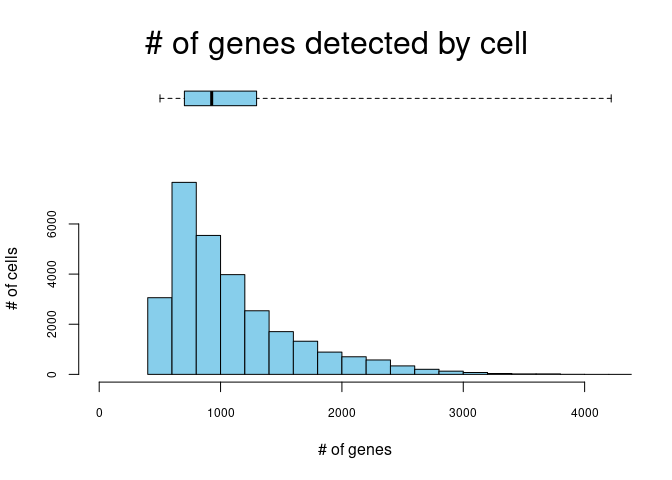 # of genes detected by cell
# of cells
6000
4000
2000
0
0 1000 2000 3000 4000
# of genes